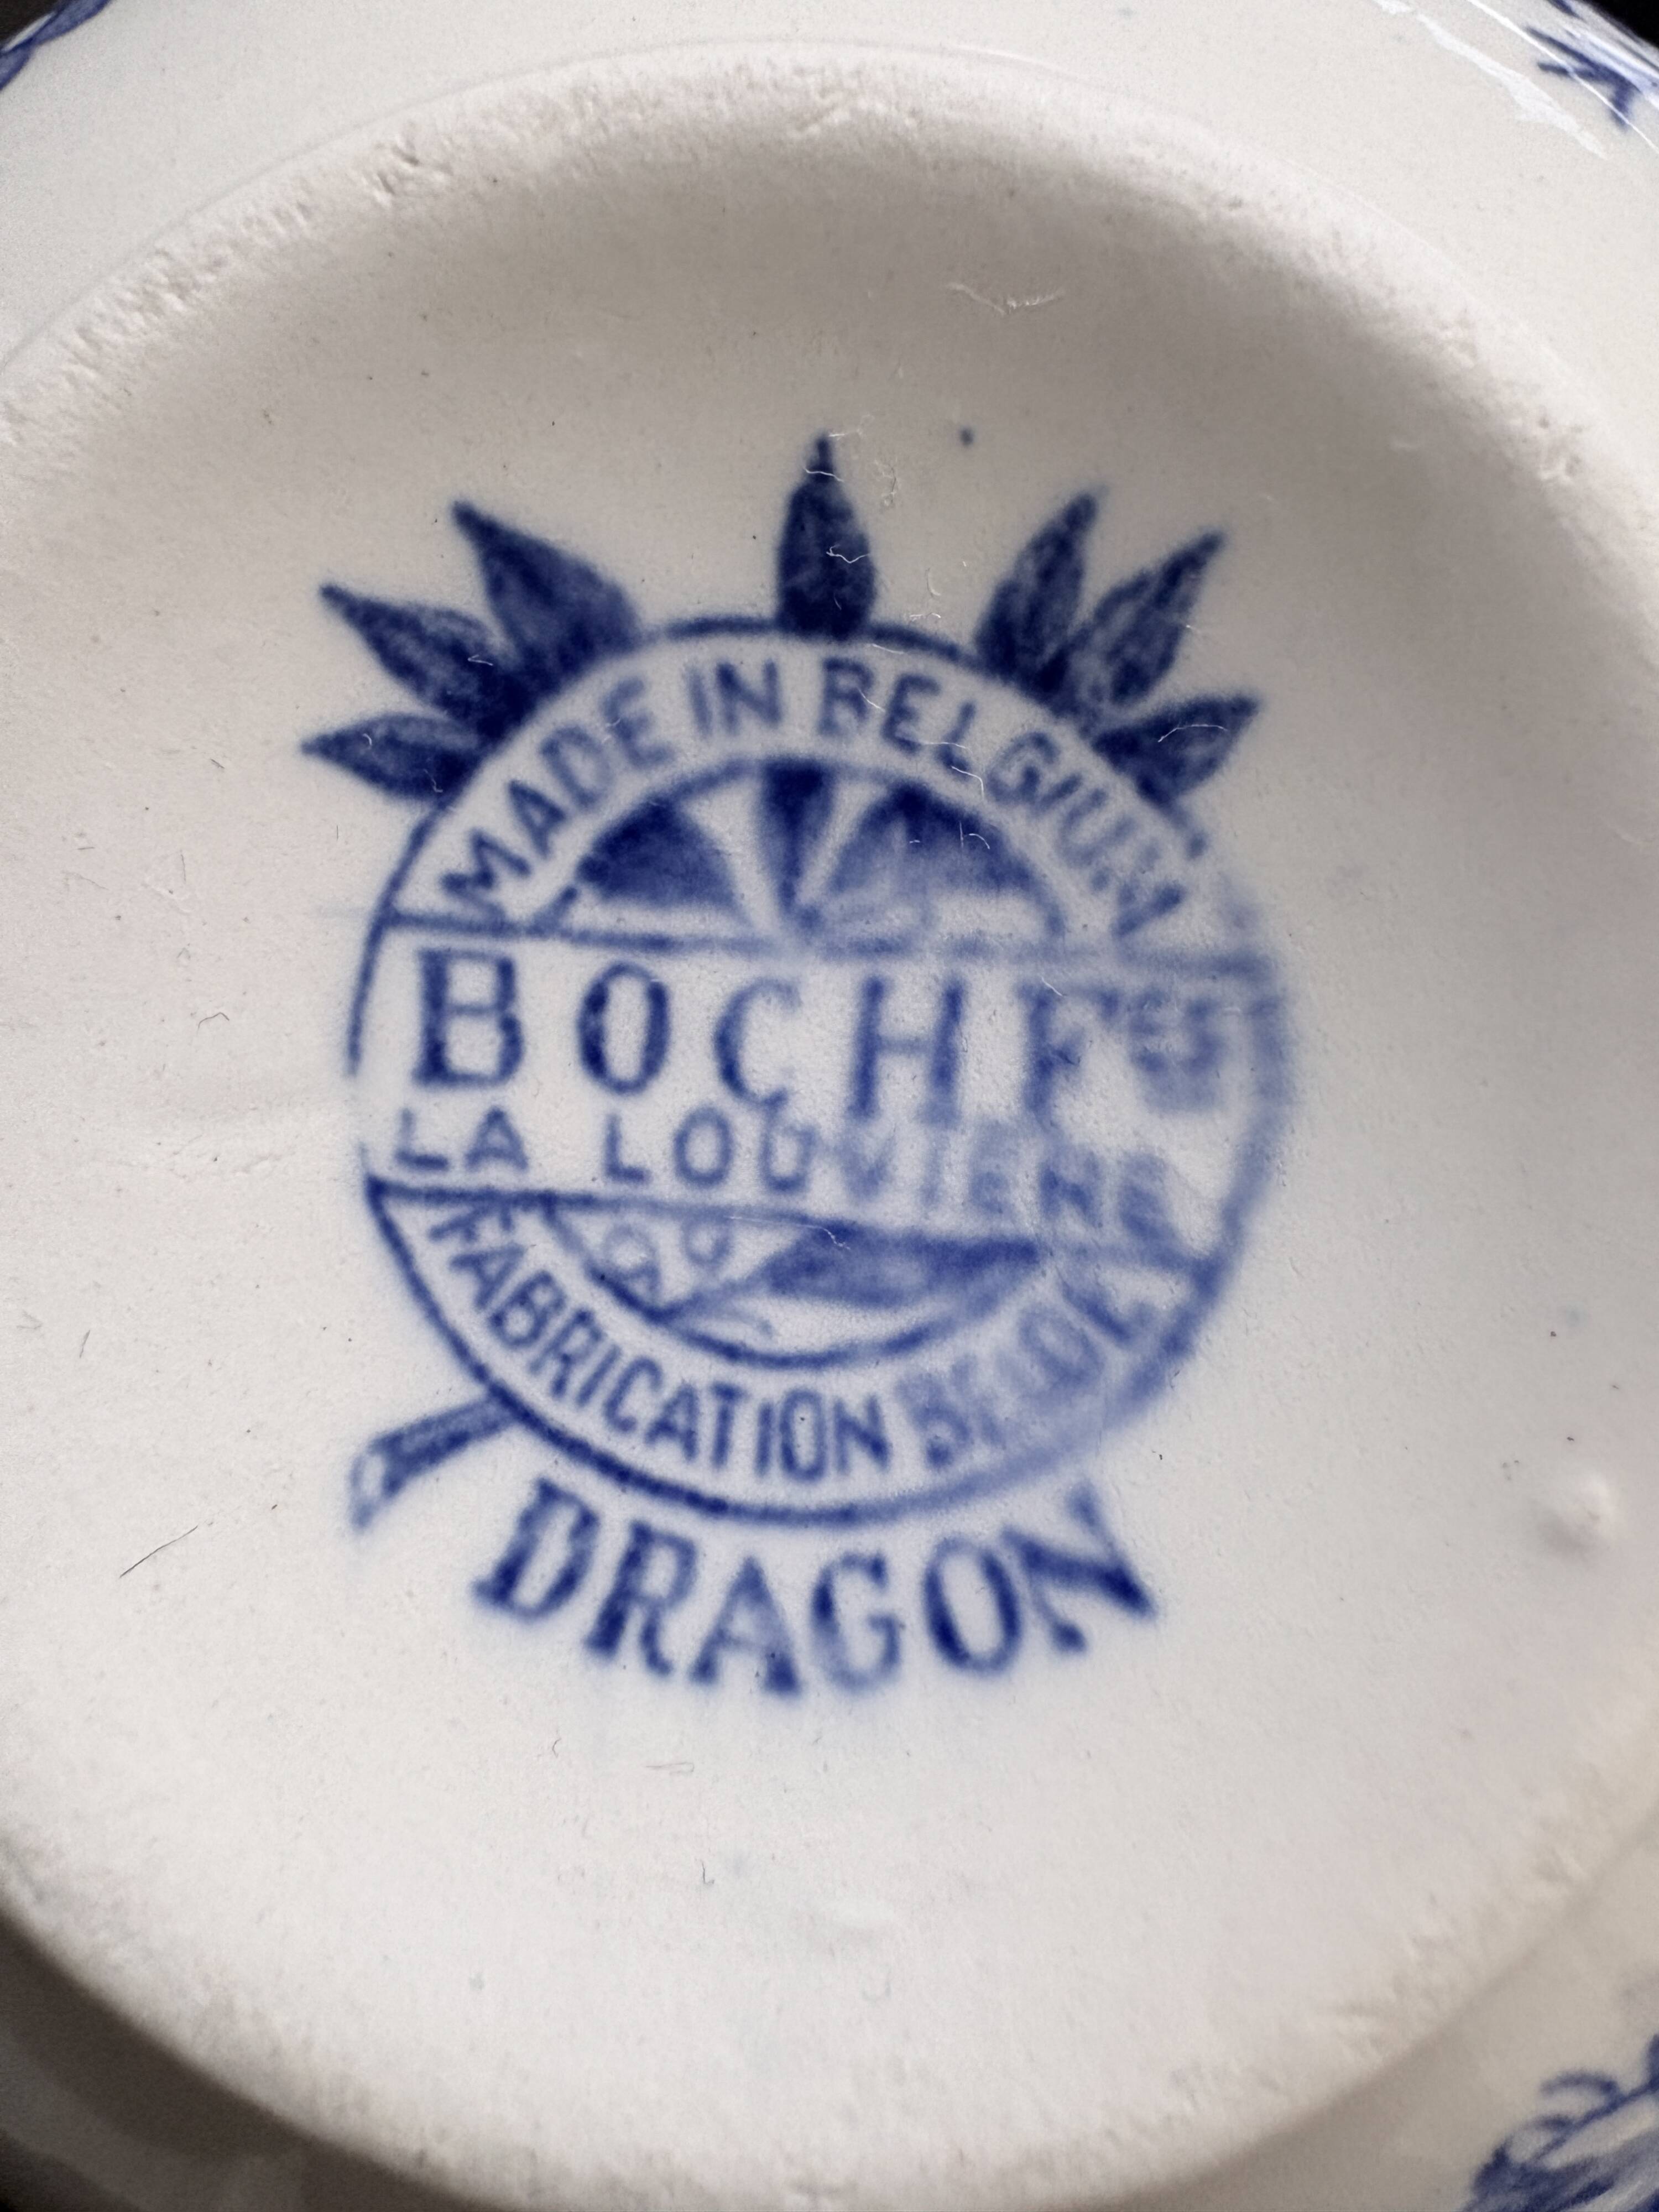 MADE IN BELGIUM
BOCH Fres
LA LOUVIERE
FABRICATION BELGE
DRAGON